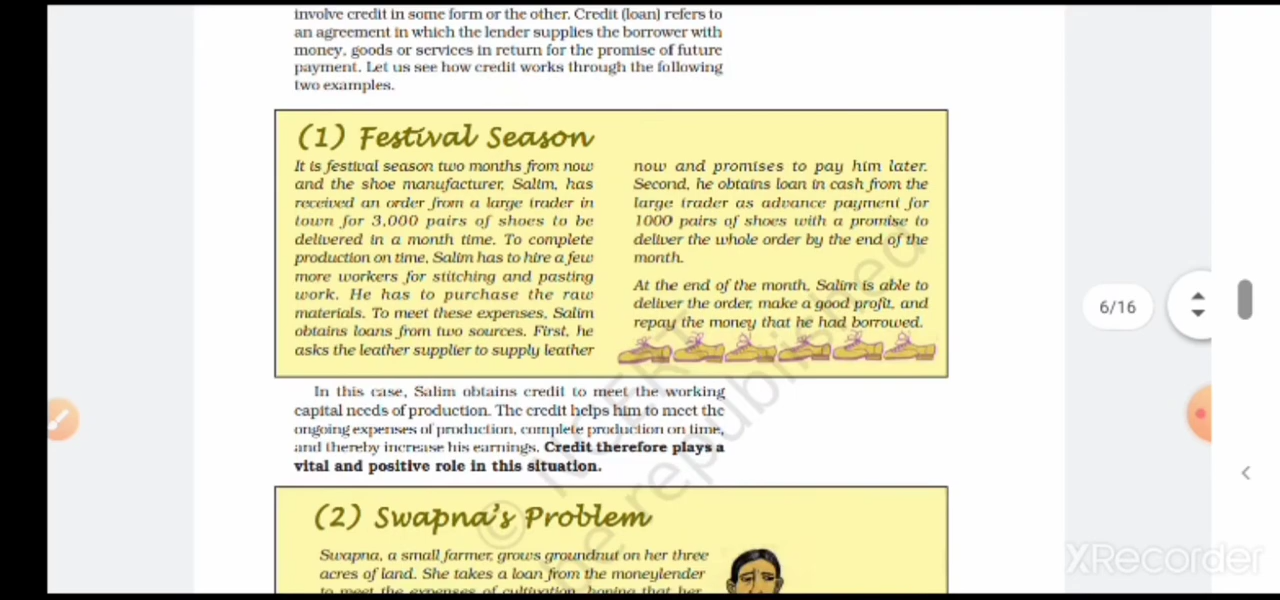 involve credit in some form or the other. Credit (loan) refers to
an agreement in which the lender supplies the borrower with
money, goods or services in return for the promise of future
payment. Let us see how credit works through the following
two examples.
(1) Festival Season
It is festival season two months from now
and the shoe manufacturer, Salim, has
received an order from a large trader in
town for 3,000 pairs of shoes to be
delivered in a month time. To complete
production on time, Salim has to hire a few
more workers for stitching and pasting
work. He has to purchase the raw
materials. To meet these expenses, Salim
obtains loans from two sources. First, he
asks the leather supplier to supply leather
now and promises to pay him later.
Second, he obtains loan in cash from the
large trader as advance payment for
1000 pairs of shoes with a promise to
deliver the whole order by the end of the
month.
At the end of the month, Salim is able to
deliver the order, make a good profit, and
repay the money that he had borrowed.
In this case, Salim obtains credit to meet the working
capital needs of production. The credit helps him to meet the
ongoing expenses of production, complete production on time,
and thereby increase his earnings. Credit therefore plays a
vital and positive role in this situation.
(2) Swapna's Problem
Swapna, a small farmer, grows groundnut on her three
acres of land. She takes a loan from the moneylender
to meet the expenses of cultivation, hoping that her
© NCERT
be republished
6/16
XRecorder